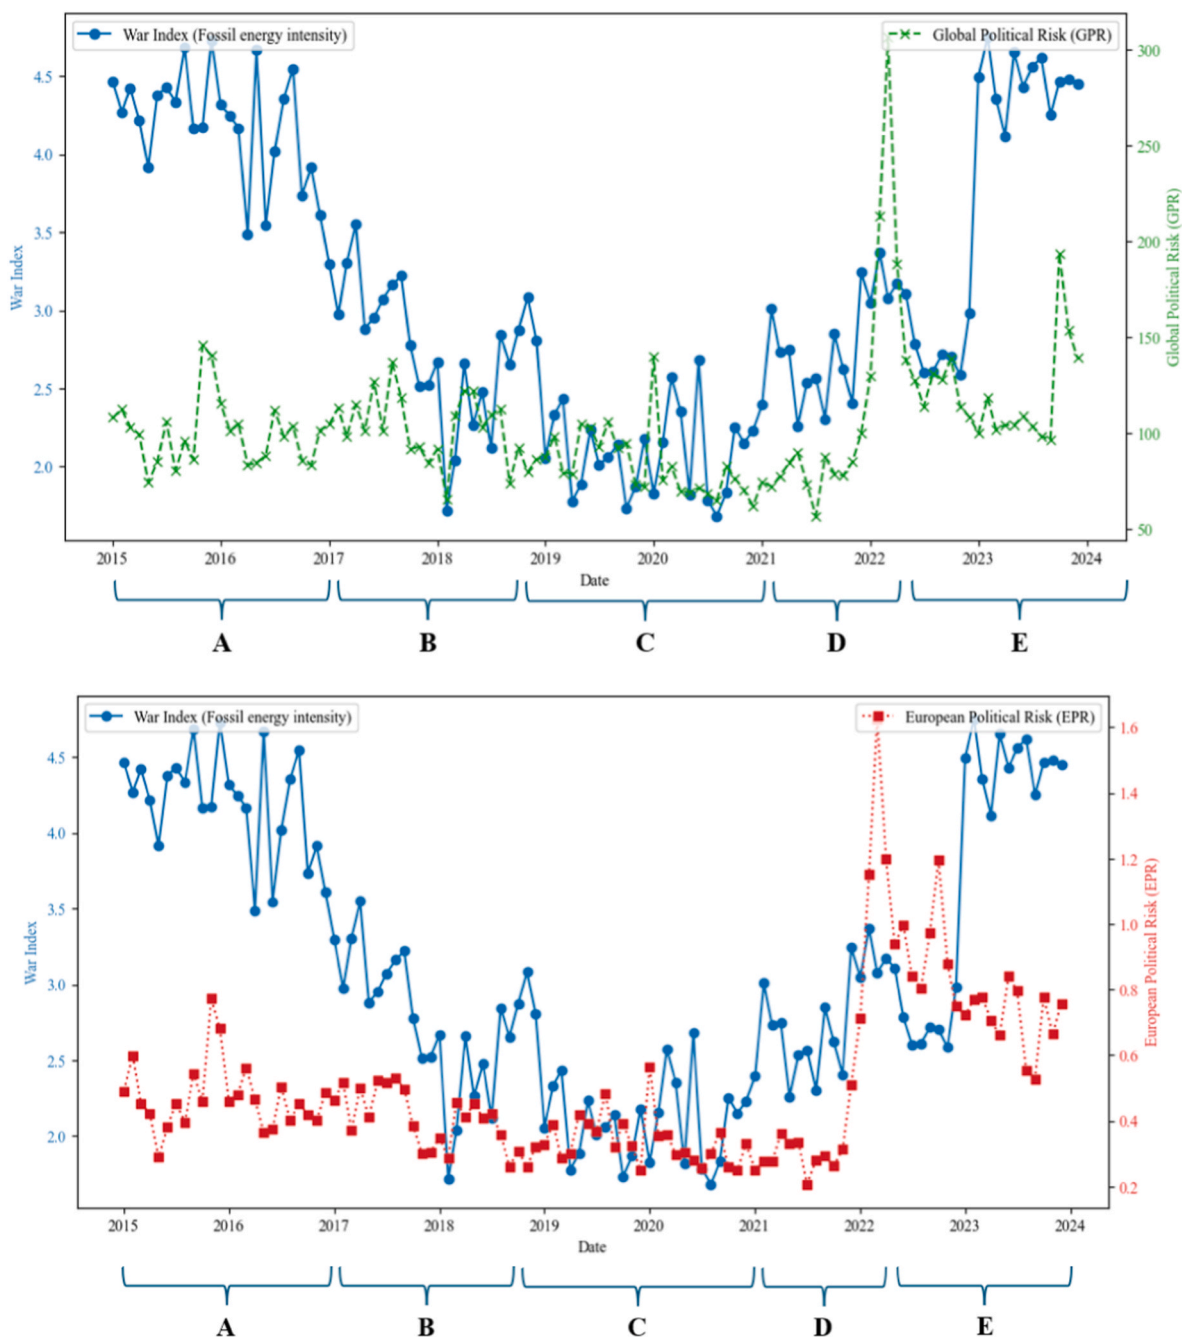 War Index (Fossil energy intensity)
Global Political Risk (GPR)
War Index
4.5
4.0
3.5
3.0
2.5
2.0
300
250
200
150
100
50
Global Political Risk (GPR)
2015 2016 2017 2018 2019 2020 2021 2022 2023 2024
Date
A B C D E
War Index (Fossil energy intensity)
European Political Risk (EPR)
War Index
4.5
4.0
3.5
3.0
2.5
2.0
1.6
1.4
1.2
1.0
0.8
0.6
0.4
0.2
European Political Risk (EPR)
2015 2016 2017 2018 2019 2020 2021 2022 2023 2024
Date
A B C D E